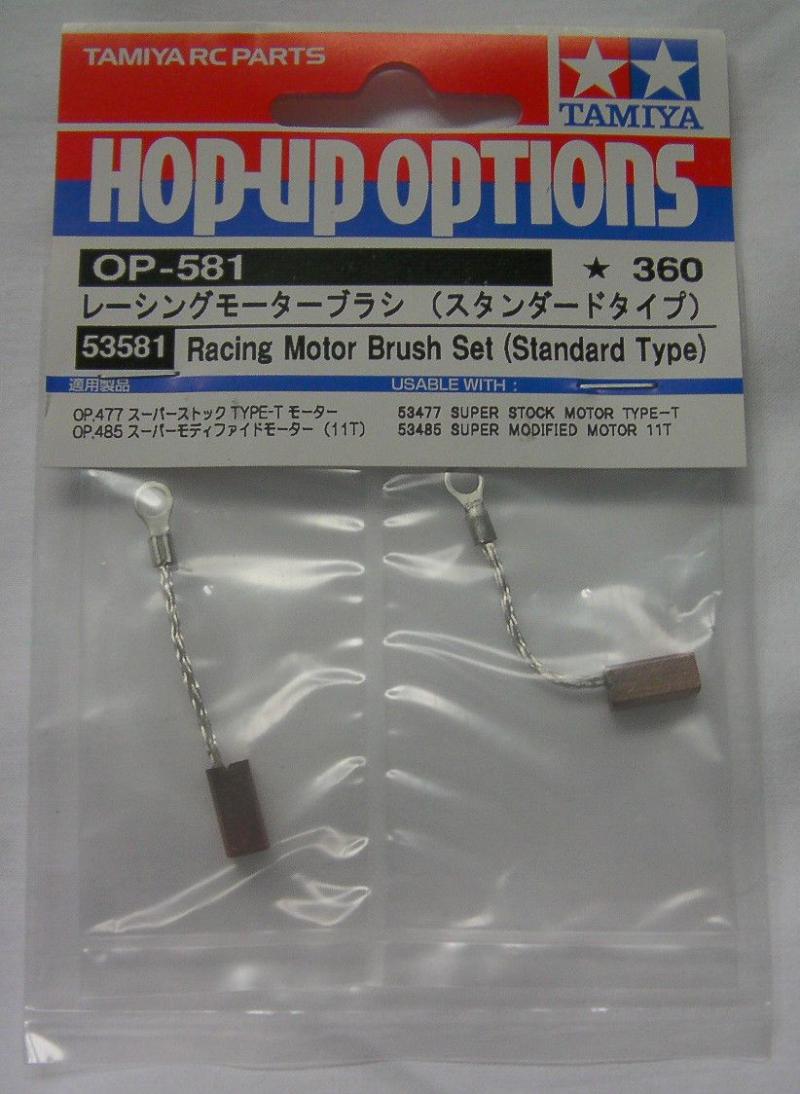 TAMIYA RC PARTS
TAMIYA
HOP-UP OPTIONS
OP-581 ★ 360
レーシングモーターブラシ (スタンダードタイプ)
53581 Racing Motor Brush Set (Standard Type)
適用製品 USABLE WITH :
OP.477 スーパーストック TYPE-T モーター 53477 SUPER STOCK MOTOR TYPE-T
OP.485 スーパーモディファイドモーター (11T) 53485 SUPER MODIFIED MOTOR 11T